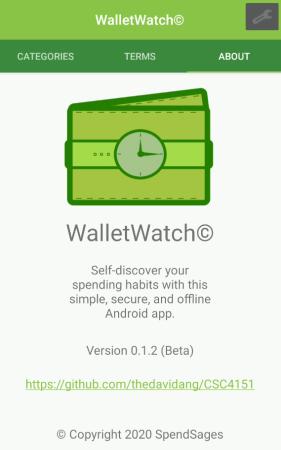 WalletWatch©
CATEGORIES TERMS ABOUT
WalletWatch©
Self-discover your
spending habits with this
simple, secure, and offline
Android app.
Version 0.1.2 (Beta)
https://github.com/thedavidang/CSC4151
© Copyright 2020 SpendSages